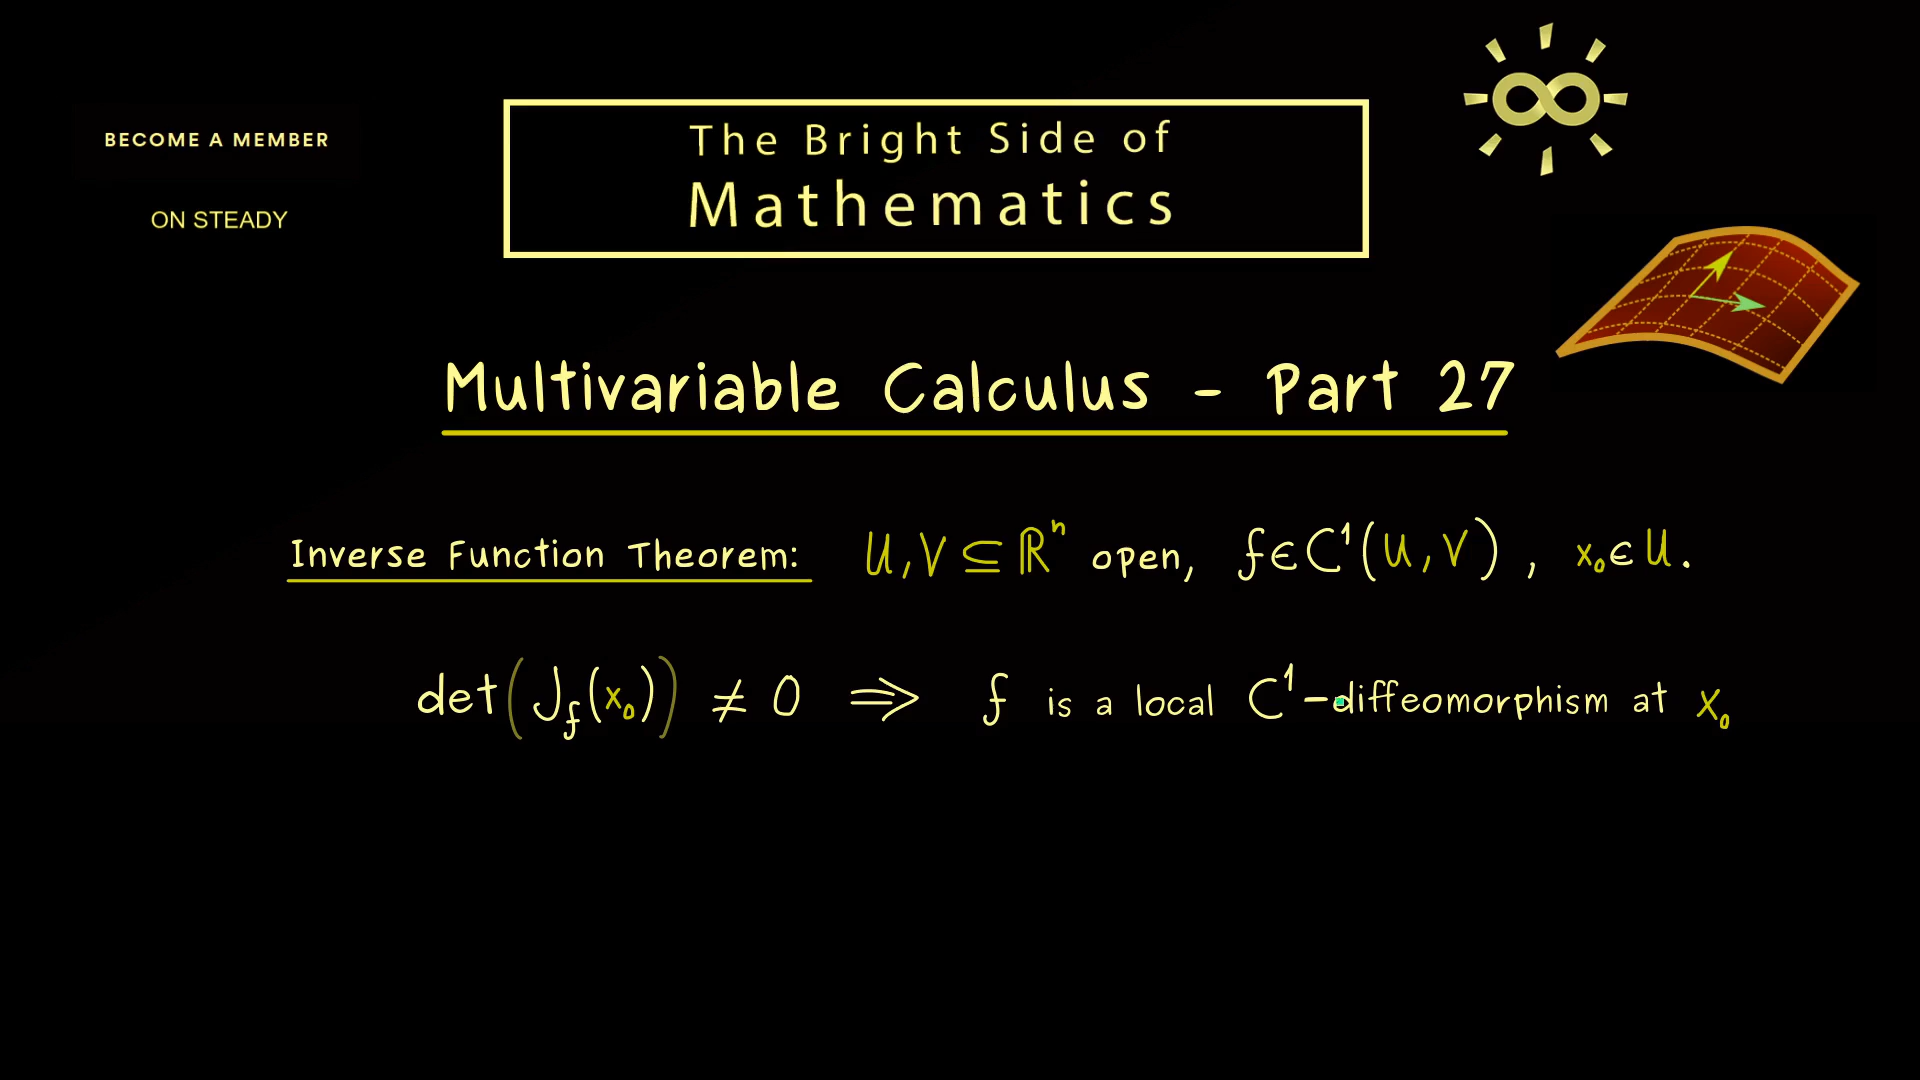 BECOME A MEMBER
ON STEADY
The Bright Side of
Mathematics
Multivariable Calculus - Part 27
Inverse Function Theorem: U, V ⊆ ℝⁿ open, f ∈ C¹(U, V), x₀ ∈ U.
det(J_f(x₀)) ≠ 0 ⟹ f is a local C¹-diffeomorphism at x₀